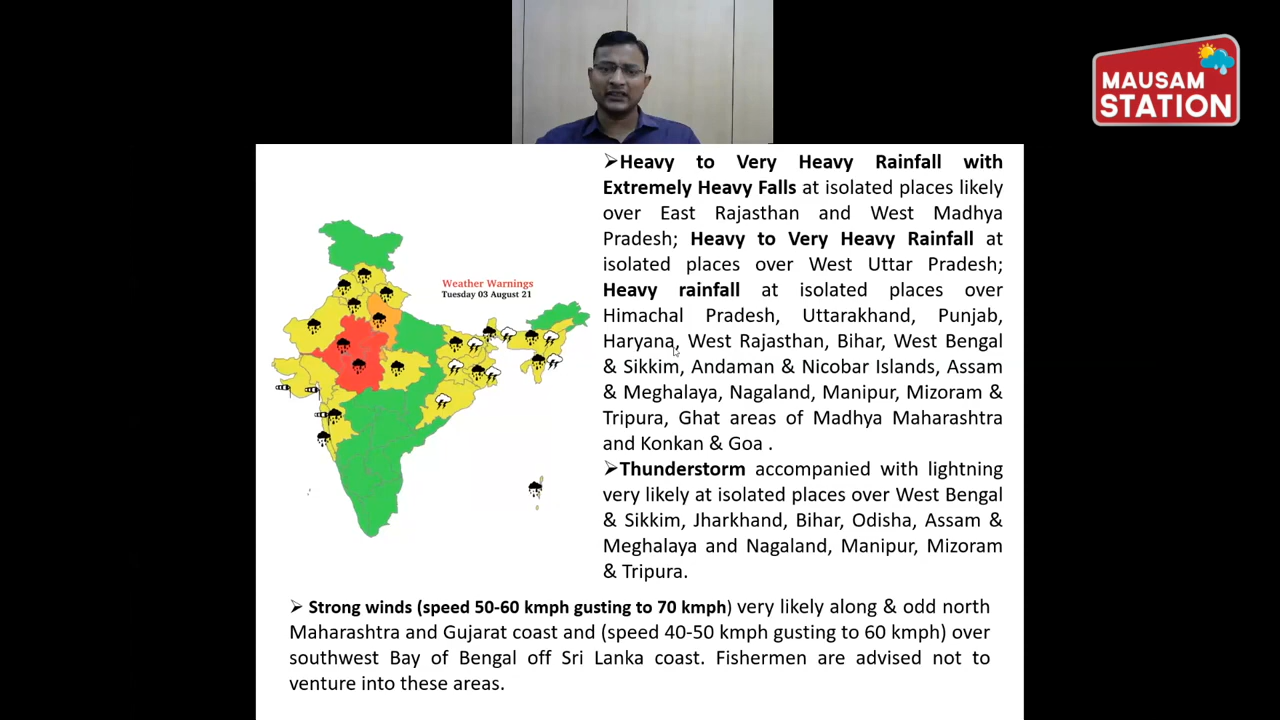 MAUSAM
STATION
➢Heavy to Very Heavy Rainfall with
Extremely Heavy Falls at isolated places likely
over East Rajasthan and West Madhya
Pradesh; Heavy to Very Heavy Rainfall at
isolated places over West Uttar Pradesh;
Heavy rainfall at isolated places over
Himachal Pradesh, Uttarakhand, Punjab,
Haryana, West Rajasthan, Bihar, West Bengal
& Sikkim, Andaman & Nicobar Islands, Assam
& Meghalaya, Nagaland, Manipur, Mizoram &
Tripura, Ghat areas of Madhya Maharashtra
and Konkan & Goa .
➢Thunderstorm accompanied with lightning
very likely at isolated places over West Bengal
& Sikkim, Jharkhand, Bihar, Odisha, Assam &
Meghalaya and Nagaland, Manipur, Mizoram
& Tripura.
Weather Warnings
Tuesday 03 August 21
➢ Strong winds (speed 50-60 kmph gusting to 70 kmph) very likely along & odd north
Maharashtra and Gujarat coast and (speed 40-50 kmph gusting to 60 kmph) over
southwest Bay of Bengal off Sri Lanka coast. Fishermen are advised not to
venture into these areas.